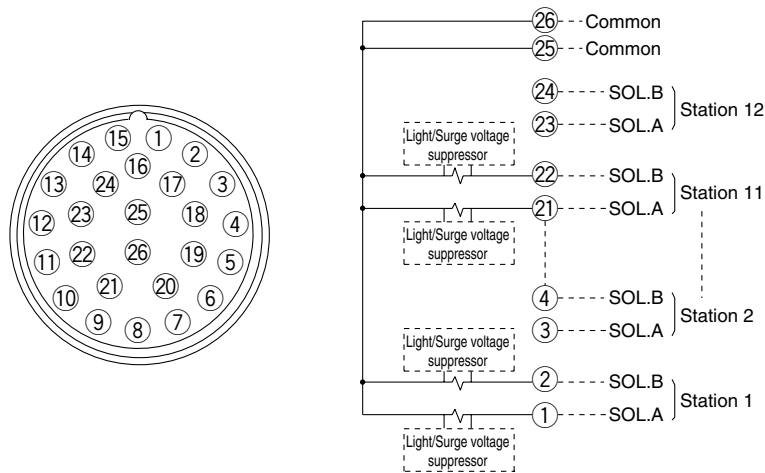 26 Common
25 Common
24 SOL.B
23 SOL.A
Station 12
Light/Surge voltage
suppressor
22 SOL.B
21 SOL.A
Station 11
Light/Surge voltage
suppressor
4 SOL.B
3 SOL.A
Station 2
Light/Surge voltage
suppressor
2 SOL.B
1 SOL.A
Station 1
Light/Surge voltage
suppressor
15 1
14 16 2
13 24 17 3
12 23 25 18 4
11 22 26 19 5
10 21 20 6
9 8 7